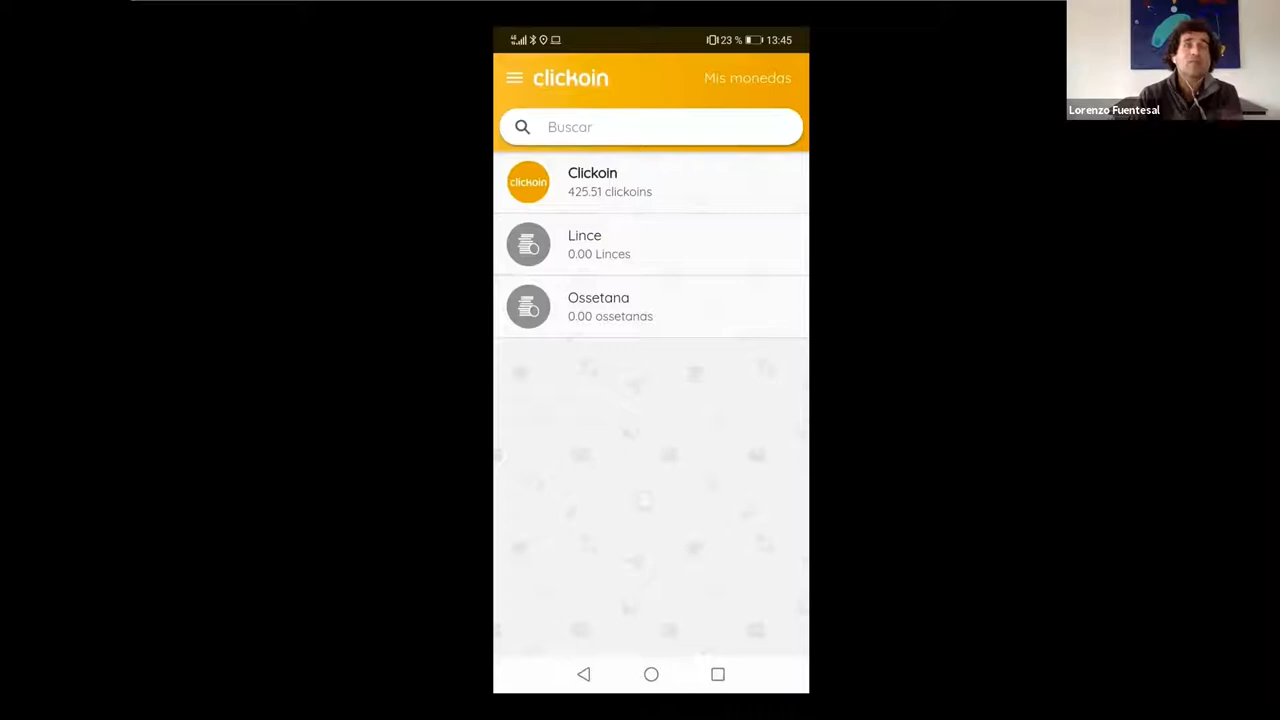 23 % 13:45
clickoin Mis monedas
Buscar
clickoin
Clickoin
425.51 clickoins
Lince
0.00 Linces
Ossetana
0.00 ossetanas
Lorenzo Fuentesal